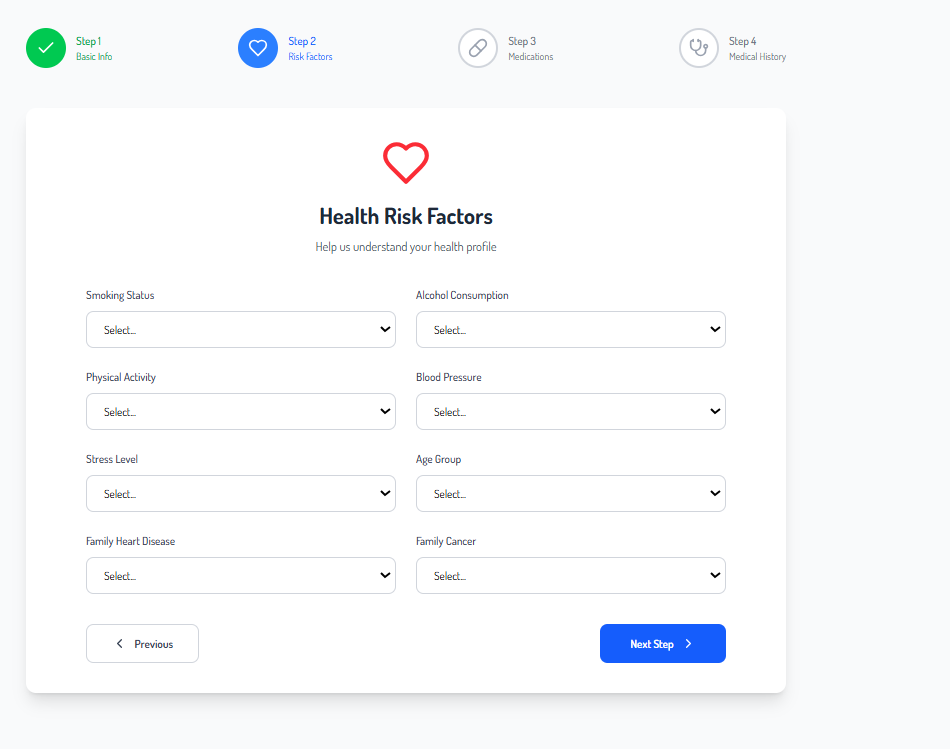 Step 1
Basic Info
Step 2
Risk Factors
Step 3
Medications
Step 4
Medical History
Health Risk Factors
Help us understand your health profile
Smoking Status
Alcohol Consumption
Select...
Select...
Physical Activity
Blood Pressure
Select...
Select...
Stress Level
Age Group
Select...
Select...
Family Heart Disease
Family Cancer
Select...
Select...
Previous
Next Step